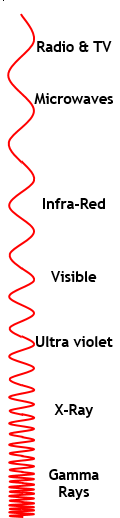 Radio & TV
Microwaves
Infra-Red
Visible
Ultra violet
X-Ray
Gamma
Rays